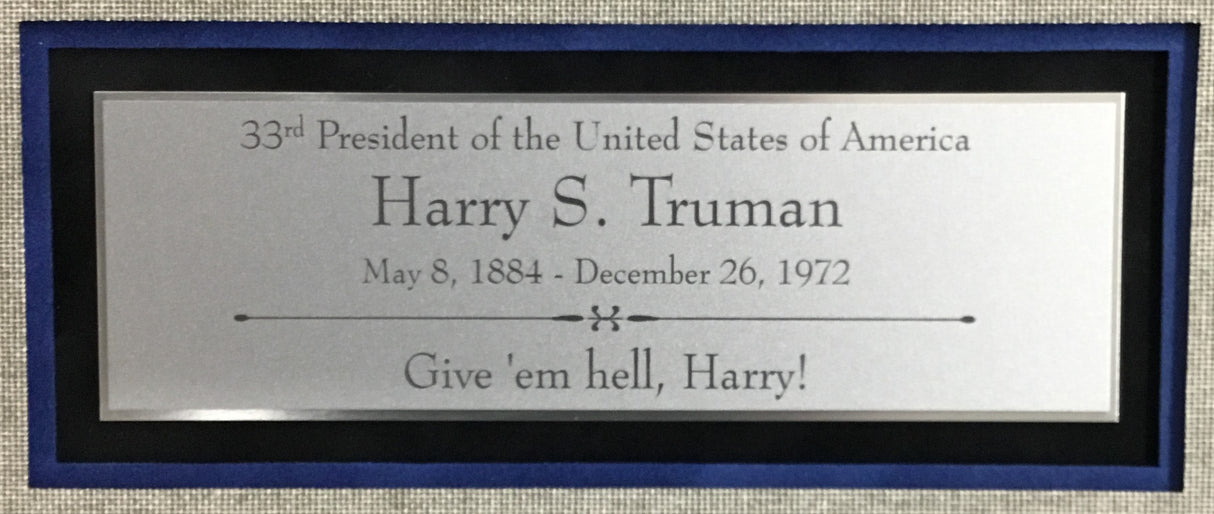 33rd President of the United States of America
Harry S. Truman
May 8, 1884 - December 26, 1972
Give 'em hell, Harry!